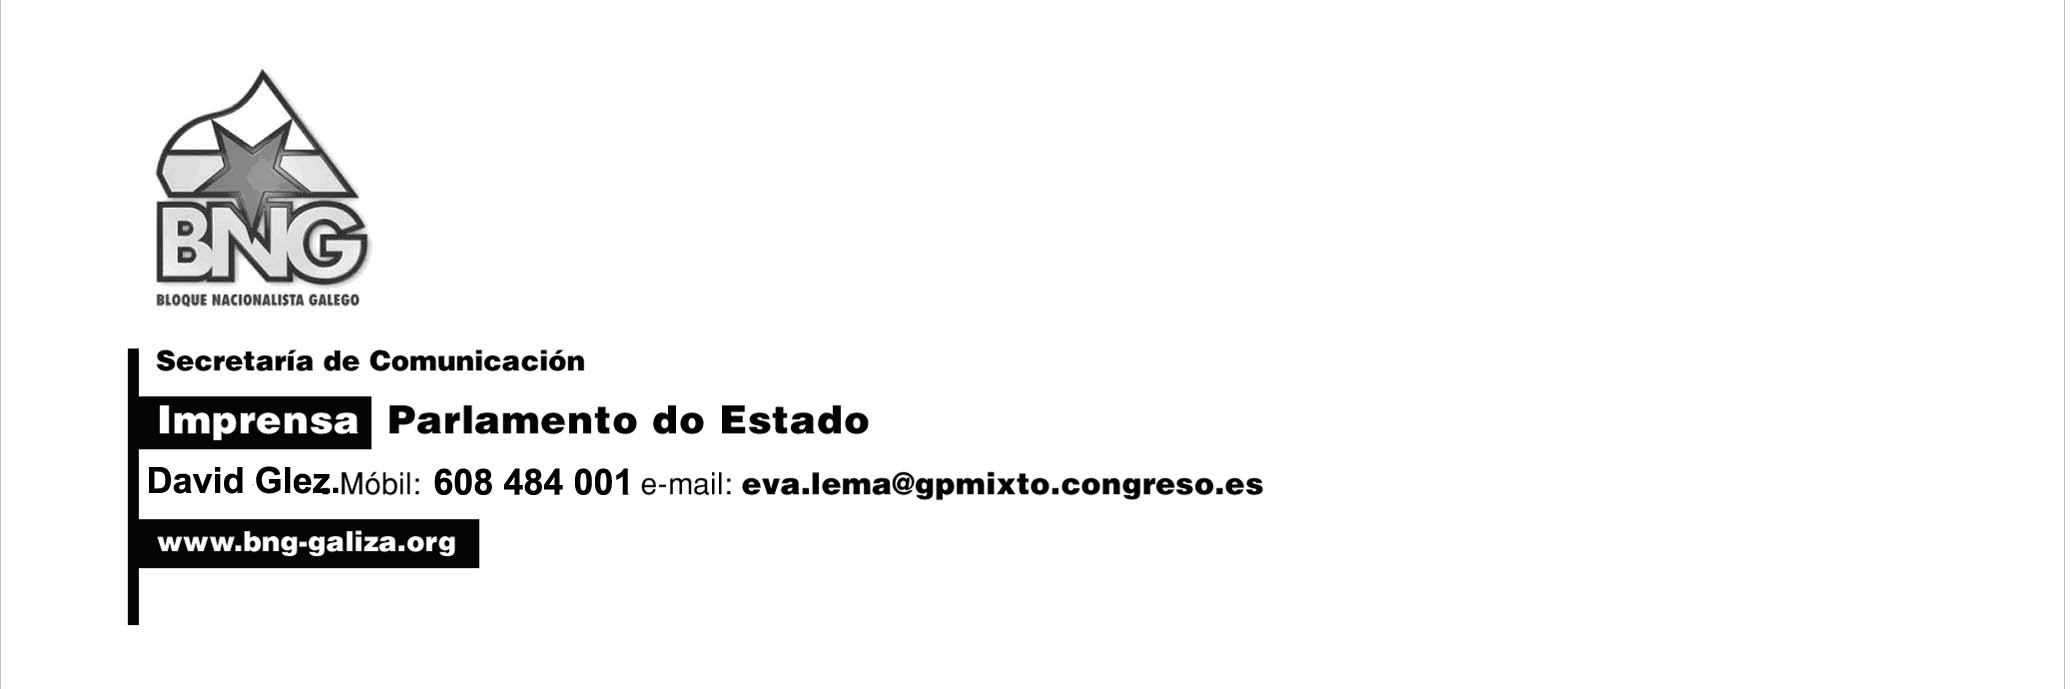 BNG
BLOQUE NACIONALISTA GALEGO
Secretaría de Comunicación
Imprensa Parlamento do Estado
David Glez.Móbil: 608 484 001 e-mail: eva.lema@gpmixto.congreso.es
www.bng-galiza.org